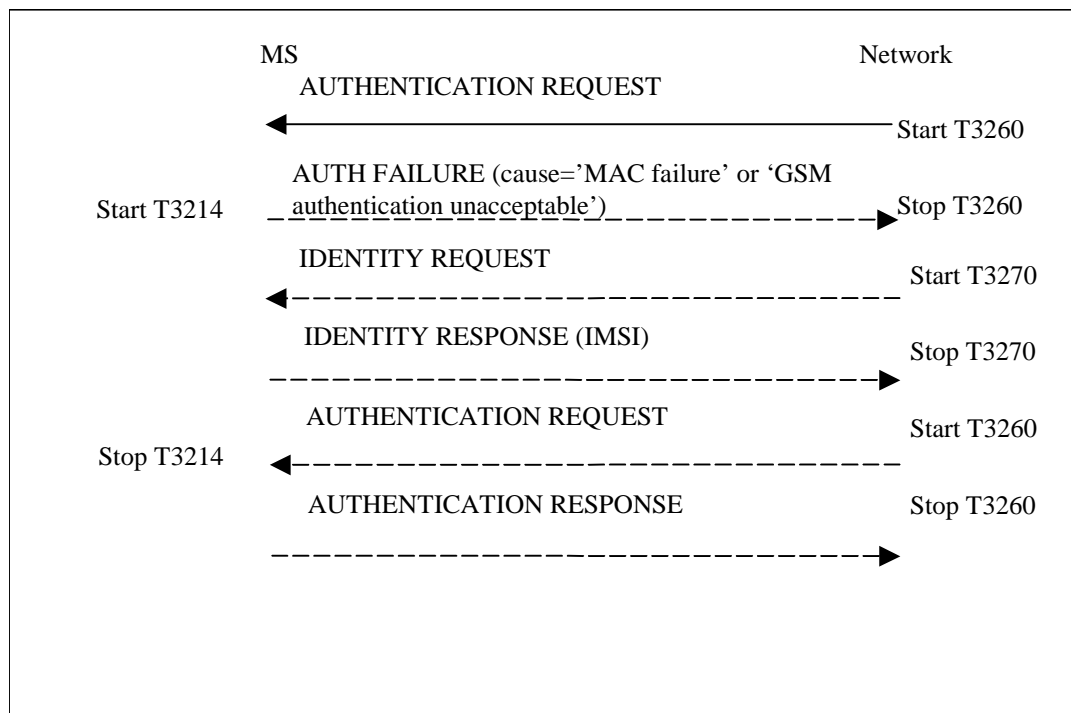 MS Network
AUTHENTICATION REQUEST
Start T3260
AUTH FAILURE (cause=’MAC failure’ or ‘GSM
authentication unacceptable’)
Start T3214
Stop T3260
IDENTITY REQUEST
Start T3270
IDENTITY RESPONSE (IMSI)
Stop T3270
AUTHENTICATION REQUEST
Start T3260
Stop T3214
AUTHENTICATION RESPONSE
Stop T3260